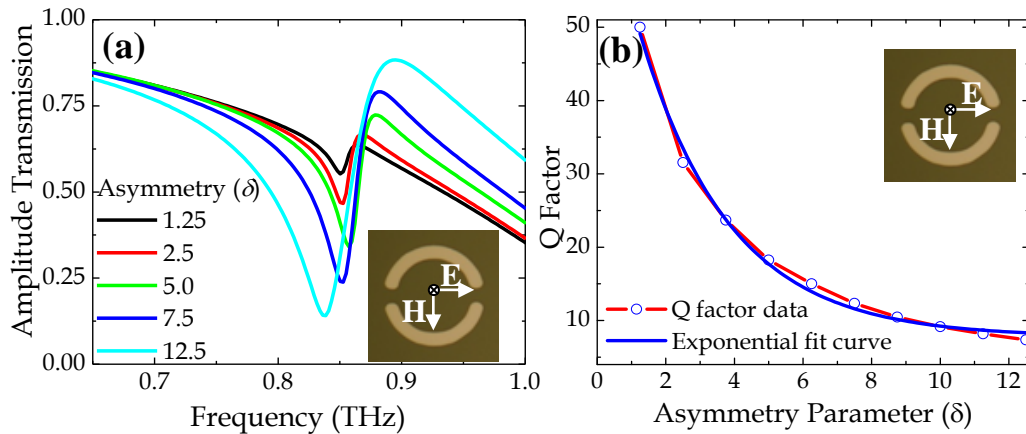 (a)
Amplitude Transmission
1.00
0.75
0.50
0.25
0.00
Asymmetry (δ)
1.25
2.5
5.0
7.5
12.5
E
H
0.7
0.8
0.9
1.0
Frequency (THz)
(b)
Q Factor
50
40
30
20
10
E
H
Q factor data
Exponential fit curve
0
2
4
6
8
10
12
Asymmetry Parameter (δ)